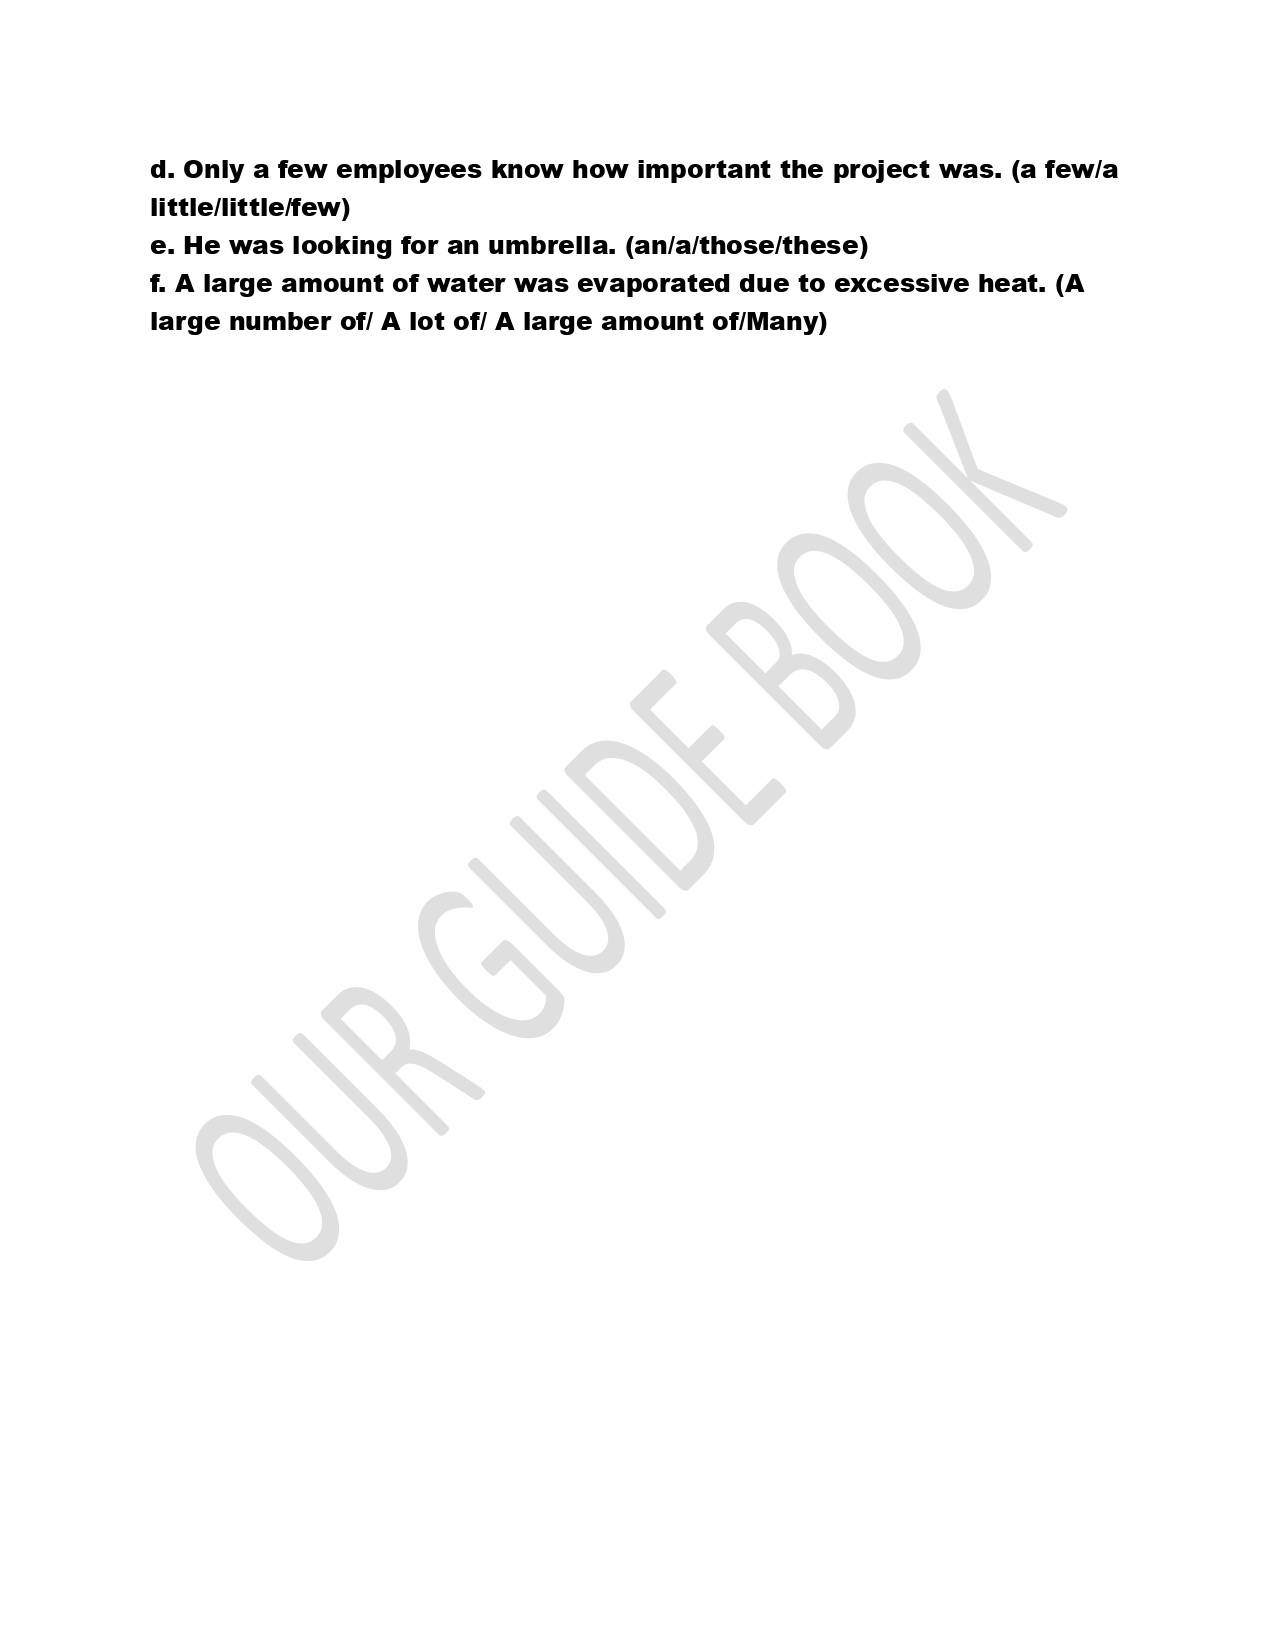 d. Only a few employees know how important the project was. (a few/a
little/little/few)
e. He was looking for an umbrella. (an/a/those/these)
f. A large amount of water was evaporated due to excessive heat. (A
large number of/ A lot of/ A large amount of/Many)
OUR GUIDE BOOK